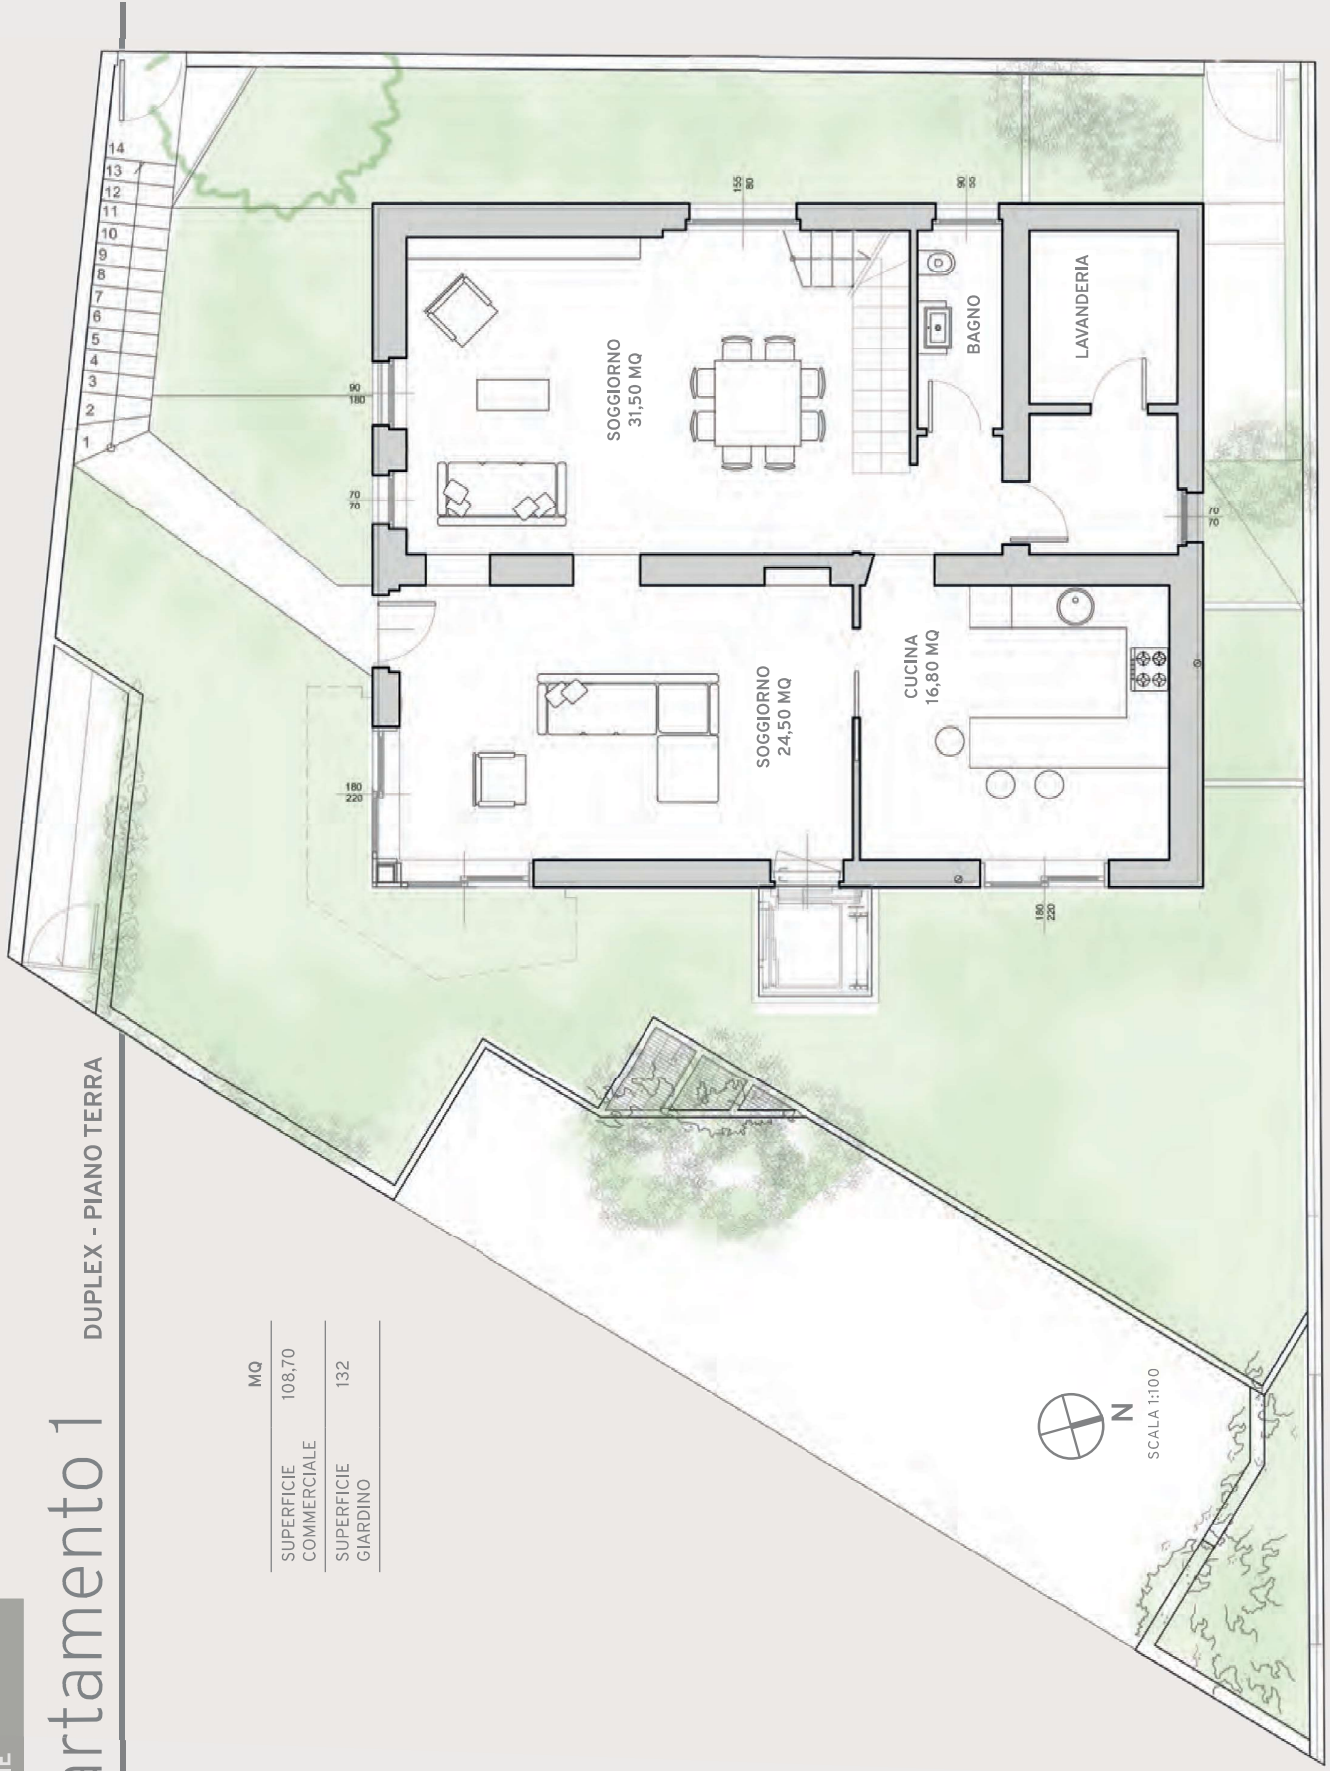 artamento 1
DUPLEX - PIANO TERRA
MQ
SUPERFICIE COMMERCIALE 108,70
SUPERFICIE GIARDINO 132
14
13
12
11
10
9
8
7
6
5
4
3
2
1
SOGGIORNO
31,50 MQ
BAGNO
LAVANDERIA
SOGGIORNO
24,50 MQ
CUCINA
16,80 MQ
155
80
90
90
180
70
70
70
70
180
220
180
220
N
SCALA 1:100